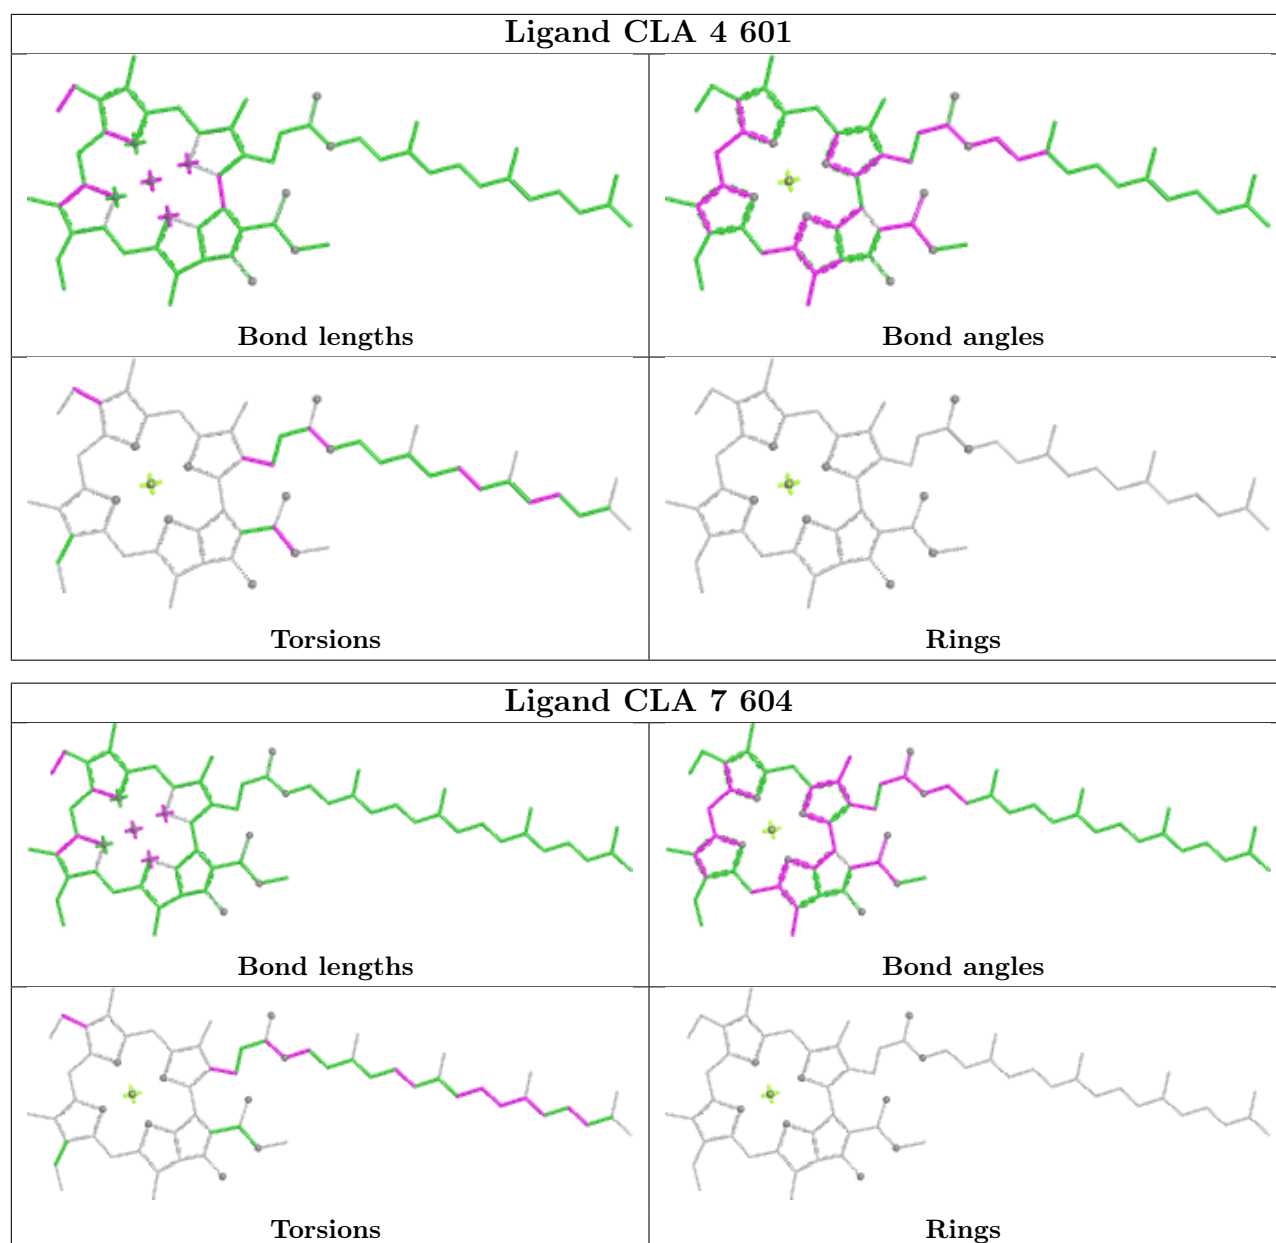 Ligand CLA 4 601
Bond lengths
Bond angles
Torsions
Rings
Ligand CLA 7 604
Bond lengths
Bond angles
Torsions
Rings